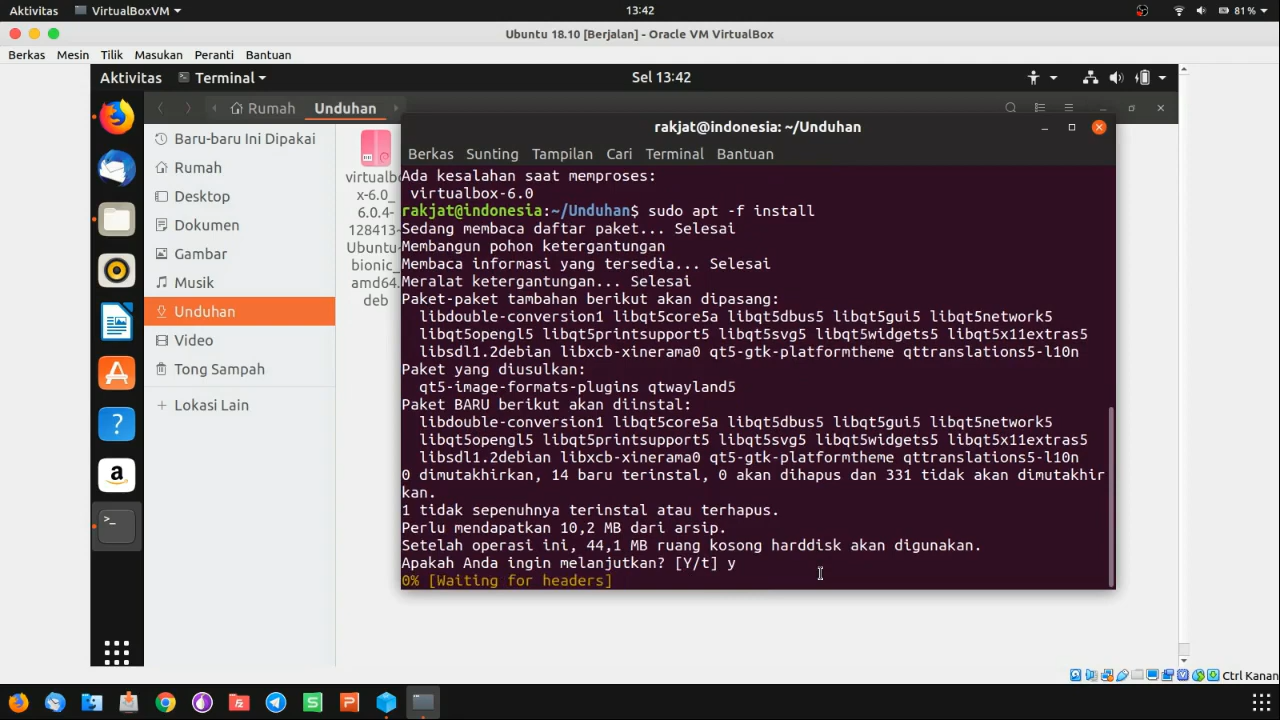 Aktivitas VirtualBoxVM 13:42 81%
Ubuntu 18.10 [Berjalan] - Oracle VM VirtualBox
Berkas Mesin Tilik Masukan Peranti Bantuan
Aktivitas Terminal Sel 13:42
Rumah Unduhan
Baru-baru Ini Dipakai
Rumah
Desktop
Dokumen
Gambar
Musik
Unduhan
Video
Tong Sampah
Lokasi Lain
virtualbo
x-6.0_
6.0.4-
128413~
Ubuntu~
bionic_
amd64.
deb
rakjat@indonesia: ~/Unduhan
Berkas Sunting Tampilan Cari Terminal Bantuan
Ada kesalahan saat memproses:
virtualbox-6.0
rakjat@indonesia:~/Unduhan$ sudo apt -f install
Sedang membaca daftar paket... Selesai
Membangun pohon ketergantungan
Membaca informasi yang tersedia... Selesai
Meralat ketergantungan... Selesai
Paket-paket tambahan berikut akan dipasang:
libdouble-conversion1 libqt5core5a libqt5dbus5 libqt5gui5 libqt5network5
libqt5opengl5 libqt5printsupport5 libqt5svg5 libqt5widgets5 libqt5x11extras5
libsdl1.2debian libxcb-xinerama0 qt5-gtk-platformtheme qttranslations5-l10n
Paket yang diusulkan:
qt5-image-formats-plugins qtwayland5
Paket BARU berikut akan diinstal:
libdouble-conversion1 libqt5core5a libqt5dbus5 libqt5gui5 libqt5network5
libqt5opengl5 libqt5printsupport5 libqt5svg5 libqt5widgets5 libqt5x11extras5
libsdl1.2debian libxcb-xinerama0 qt5-gtk-platformtheme qttranslations5-l10n
0 dimutakhirkan, 14 baru terinstal, 0 akan dihapus dan 331 tidak akan dimutakhir
kan.
1 tidak sepenuhnya terinstal atau terhapus.
Perlu mendapatkan 10,2 MB dari arsip.
Setelah operasi ini, 44,1 MB ruang kosong harddisk akan digunakan.
Apakah Anda ingin melanjutkan? [Y/t] y
0% [Waiting for headers]
Ctrl Kanan